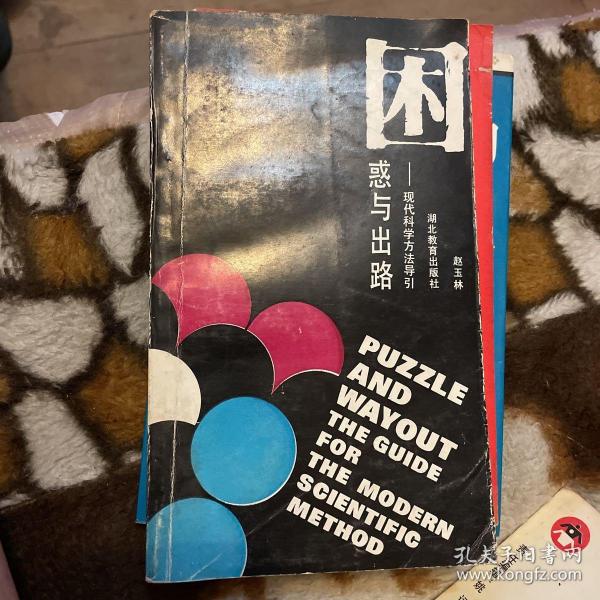 困
惑与出路
——现代科学方法导引
湖北教育出版社
赵玉林
PUZZLE
AND
WAYOUT
THE GUIDE
FOR
THE MODERN
SCIENTIFIC
METHOD
孔夫子旧书网
www.kongfz.com